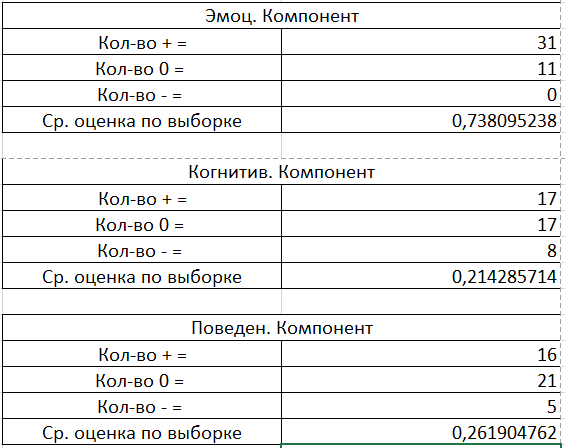 Эмоц. Компонент
Кол-во + = 31
Кол-во 0 = 11
Кол-во - = 0
Ср. оценка по выборке 0,738095238
Когнитив. Компонент
Кол-во + = 17
Кол-во 0 = 17
Кол-во - = 8
Ср. оценка по выборке 0,214285714
Поведен. Компонент
Кол-во + = 16
Кол-во 0 = 21
Кол-во - = 5
Ср. оценка по выборке 0,261904762